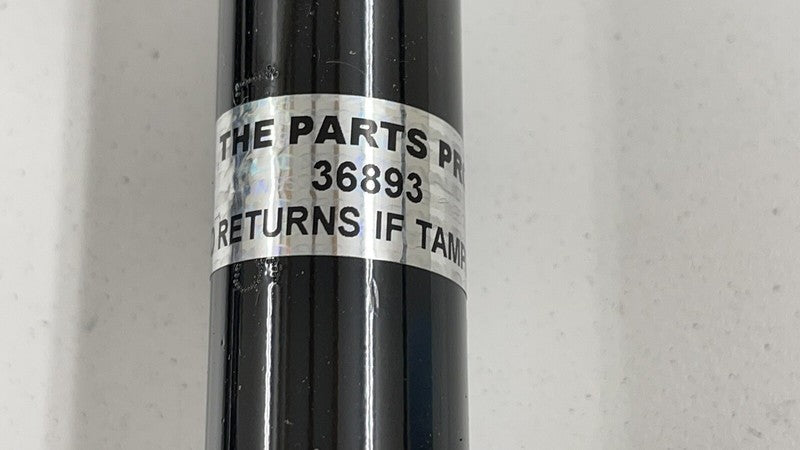 THE PARTS PR
36893
RETURNS IF TAMP